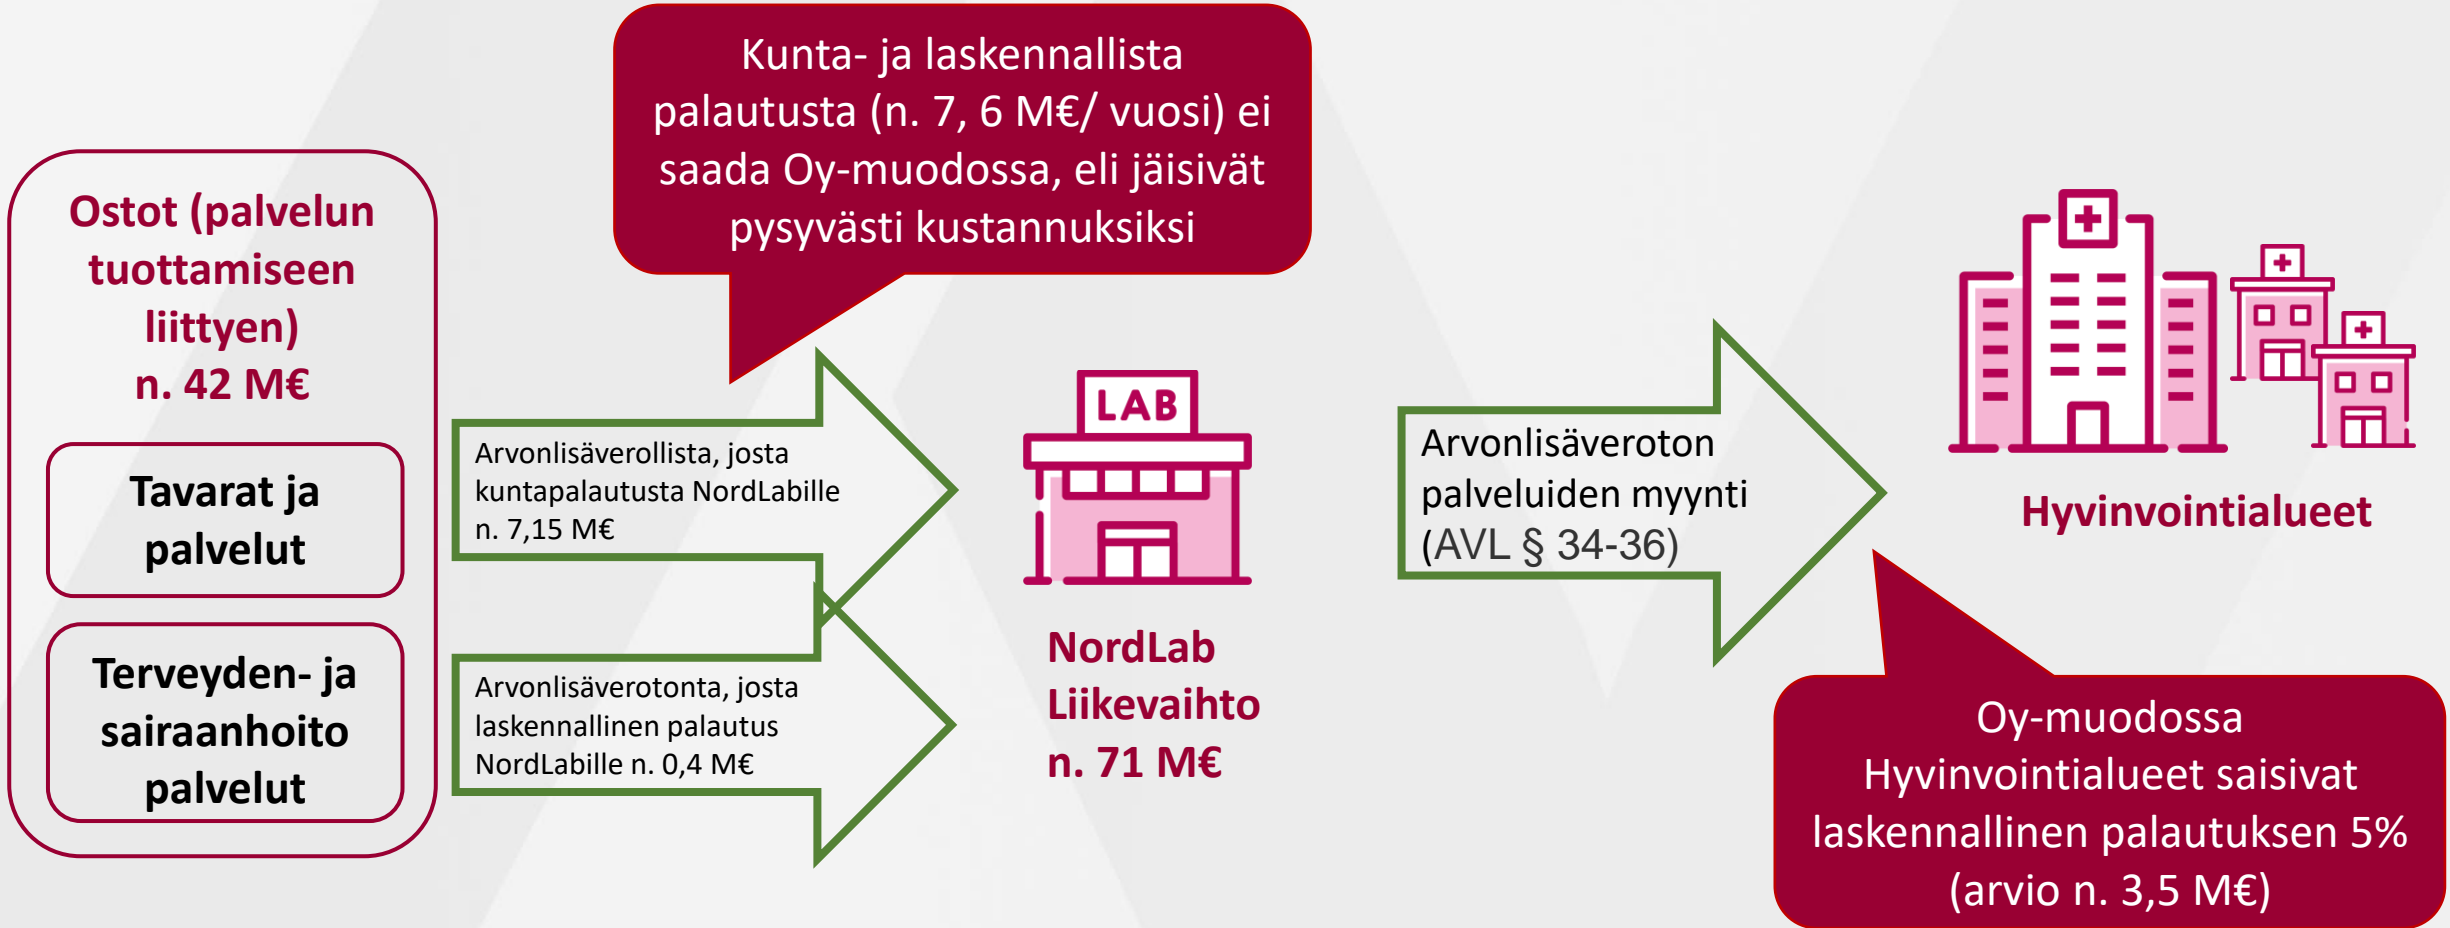 Kunta- ja laskennallista
palautusta (n. 7, 6 M€/ vuosi) ei
saada Oy-muodossa, eli jäisivät
pysyvästi kustannuksiksi
Ostot (palvelun
tuottamiseen
liittyen)
n. 42 M€
Tavarat ja
palvelut
Terveyden- ja
sairaanhoito
palvelut
Arvonlisäverollista, josta
kuntapalautusta NordLabille
n. 7,15 M€
Arvonlisäverotonta, josta
laskennallinen palautus
NordLabille n. 0,4 M€
LAB
NordLab
Liikevaihto
n. 71 M€
Arvonlisäveroton
palveluiden myynti
(AVL § 34-36)
Hyvinvointialueet
Oy-muodossa
Hyvinvointialueet saisivat
laskennallinen palautuksen 5%
(arvio n. 3,5 M€)